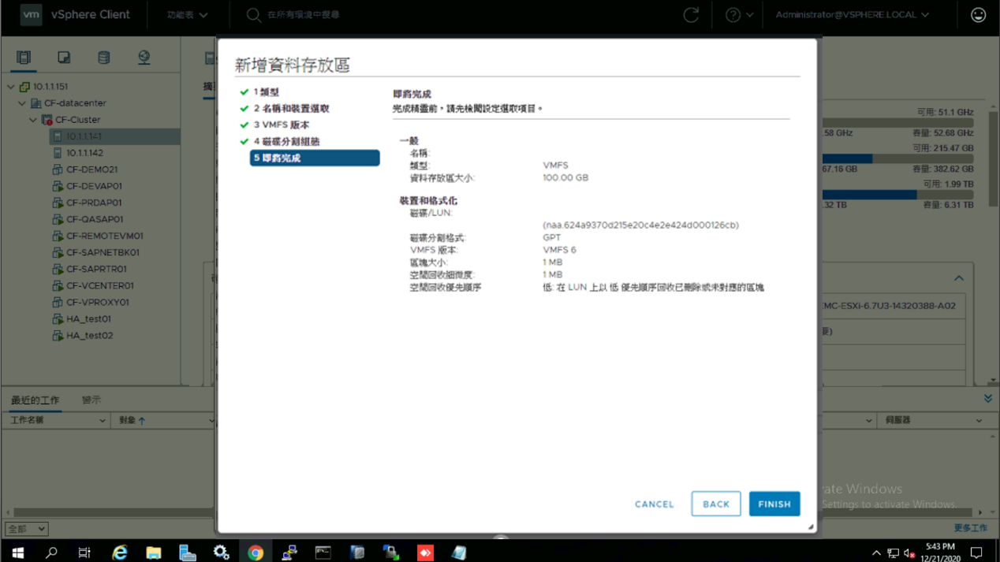 vm vSphere Client 功能表 在所有環境中搜尋 Administrator@VSPHERE.LOCAL
10.1.1.151
CF-datacenter
CF-Cluster
10.1.1.141
10.1.1.142
CF-DEMO21
CF-DEVAP01
CF-PRDAP01
CF-QASAP01
CF-REMOTEVM01
CF-SAPNETBK01
CF-SAPRTR01
CF-VCENTER01
CF-VPROXY01
HA_test01
HA_test02
新增資料存放區
1 類型
2 名稱和裝置選取
3 VMFS 版本
4 磁碟分割組態
5 即將完成
即將完成
完成精靈前，請先檢閱設定選取項目。
一般
名稱:
類型: VMFS
資料存放區大小: 100.00 GB
裝置和格式化
磁碟/LUN:
(naa.624a9370d215e20c4e2e424d000126cb)
磁碟分割格式: GPT
VMFS 版本: VMFS 6
區塊大小: 1 MB
空間回收細微度: 1 MB
空間回收優先順序 低: 在 LUN 上以 低 優先順序回收已刪除或未對應的區塊
CANCEL BACK FINISH
可用: 51.1 GHz
.58 GHz 容量: 52.68 GHz
可用: 215.47 GB
67.16 GB 容量: 382.62 GB
可用: 1.99 TB
.32 TB 容量: 6.31 TB
EMC-ESXi-6.7U3-14320388-A02
要)
最近的工作 警示
工作名稱 對象 伺服器
vate Windows
Settings to activate Windows.
全部 更多工作
5:43 PM
12/21/2020